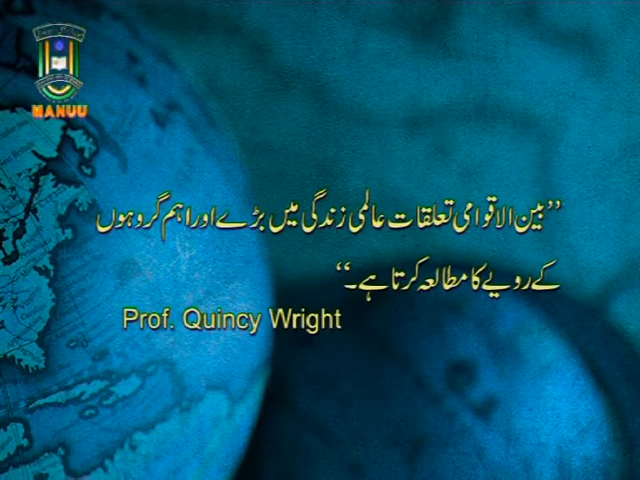 MANUU
’’بین الاقوامی تعلقات عالمی زندگی میں بڑے اور اہم گروہوں
کے رویے کا مطالعہ کرتا ہے۔‘‘
Prof. Quincy Wright